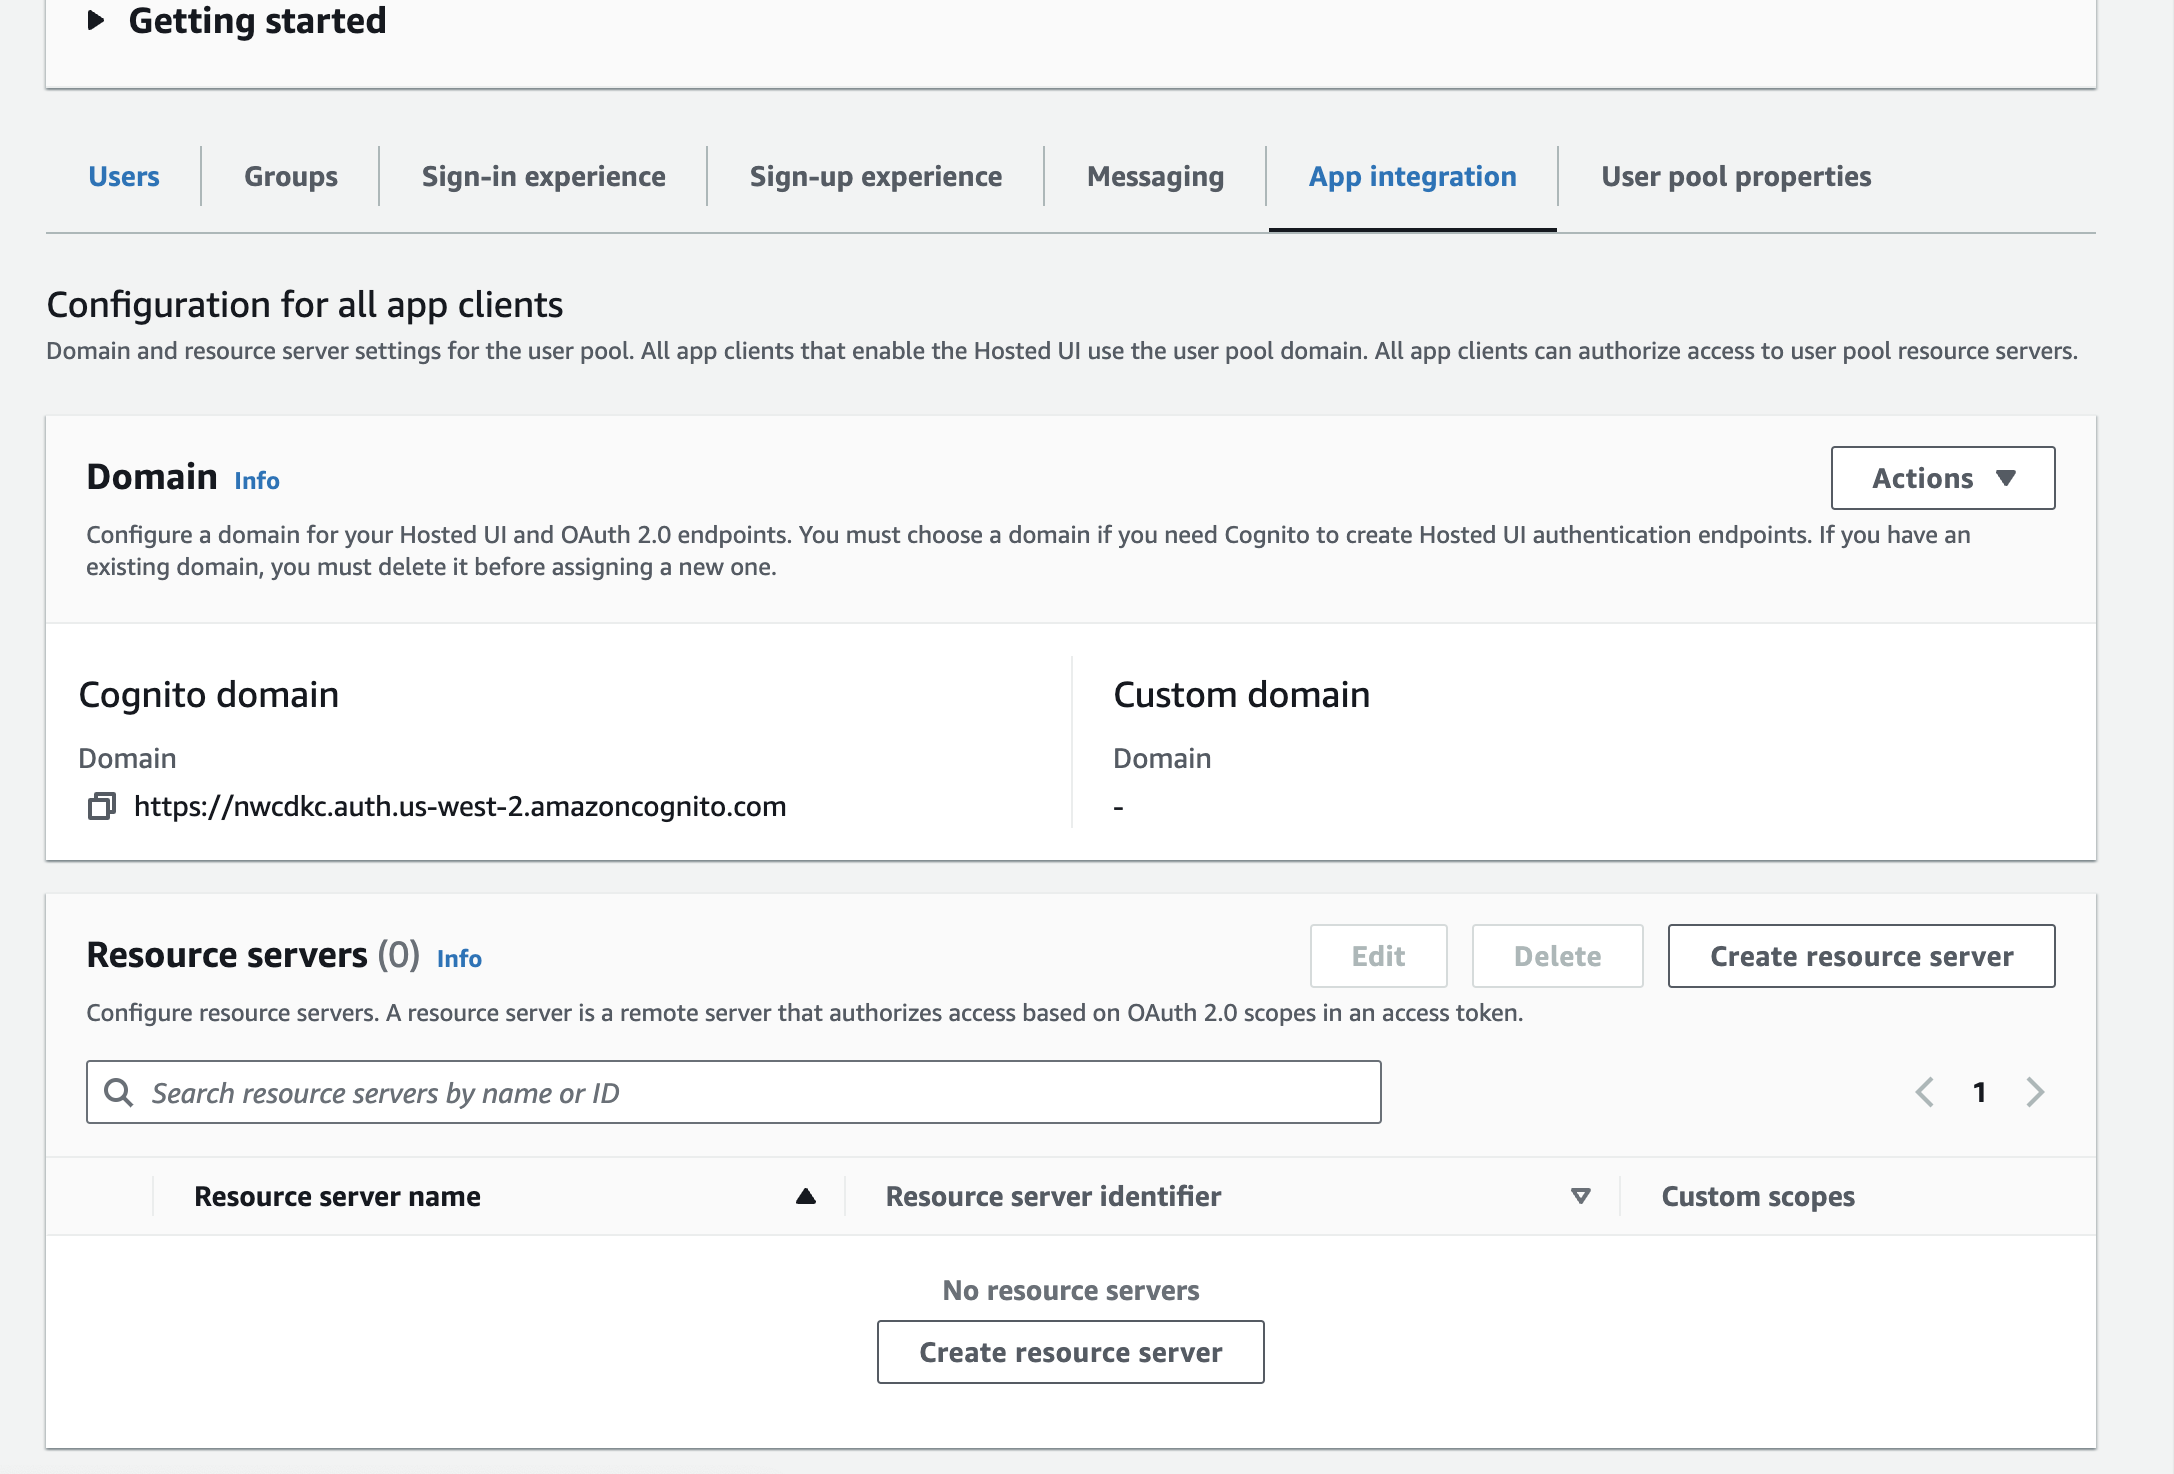 Getting started
Users
Groups
Sign-in experience
Sign-up experience
Messaging
App integration
User pool properties
Configuration for all app clients
Domain and resource server settings for the user pool. All app clients that enable the Hosted UI use the user pool domain. All app clients can authorize access to user pool resource servers.
Domain Info
Actions
Configure a domain for your Hosted UI and OAuth 2.0 endpoints. You must choose a domain if you need Cognito to create Hosted UI authentication endpoints. If you have an
existing domain, you must delete it before assigning a new one.
Cognito domain
Domain
https://nwcdkc.auth.us-west-2.amazoncognito.com
Custom domain
Domain
-
Resource servers (0) Info
Edit
Delete
Create resource server
Configure resource servers. A resource server is a remote server that authorizes access based on OAuth 2.0 scopes in an access token.
Search resource servers by name or ID
1
Resource server name
Resource server identifier
Custom scopes
No resource servers
Create resource server